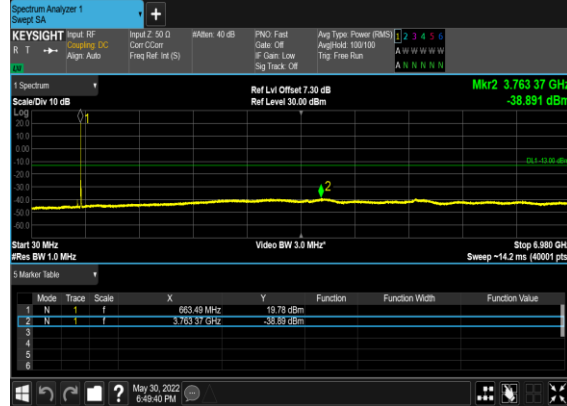 Spectrum Analyzer 1
Swept SA
+
KEYSIGHT Input: RF Input Z: 50 Ω #Atten: 40 dB PNO: Fast Avg Type: Power (RMS) 1 2 3 4 5 6
R T Coupling: DC Corr CCorr Gate: Off Avg|Hold: 100/100 A W W W W W
Align: Auto Freq Ref: Int (S) IF Gain: Low Trig: Free Run
Sig Track: Off A N N N N N
1 Spectrum Ref Lvl Offset 7.30 dB Mkr2 3.763 37 GHz
Scale/Div 10 dB Ref Level 30.00 dBm -38.891 dBm
Log
20.0
10.0
0.00
-10.0
-20.0
-30.0
-40.0
-50.0
-60.0
1
DL1 -13.00 dBm
2
Start 30 MHz Video BW 3.0 MHz* Stop 6.980 GHz
#Res BW 1.0 MHz Sweep ~14.2 ms (40001 pts)
5 Marker Table
Mode Trace Scale X Y Function Function Width Function Value
1 N 1 f 663.49 MHz 19.78 dBm
2 N 1 f 3.763 37 GHz -38.89 dBm
3
4
5
6
? May 30, 2022
6:49:40 PM